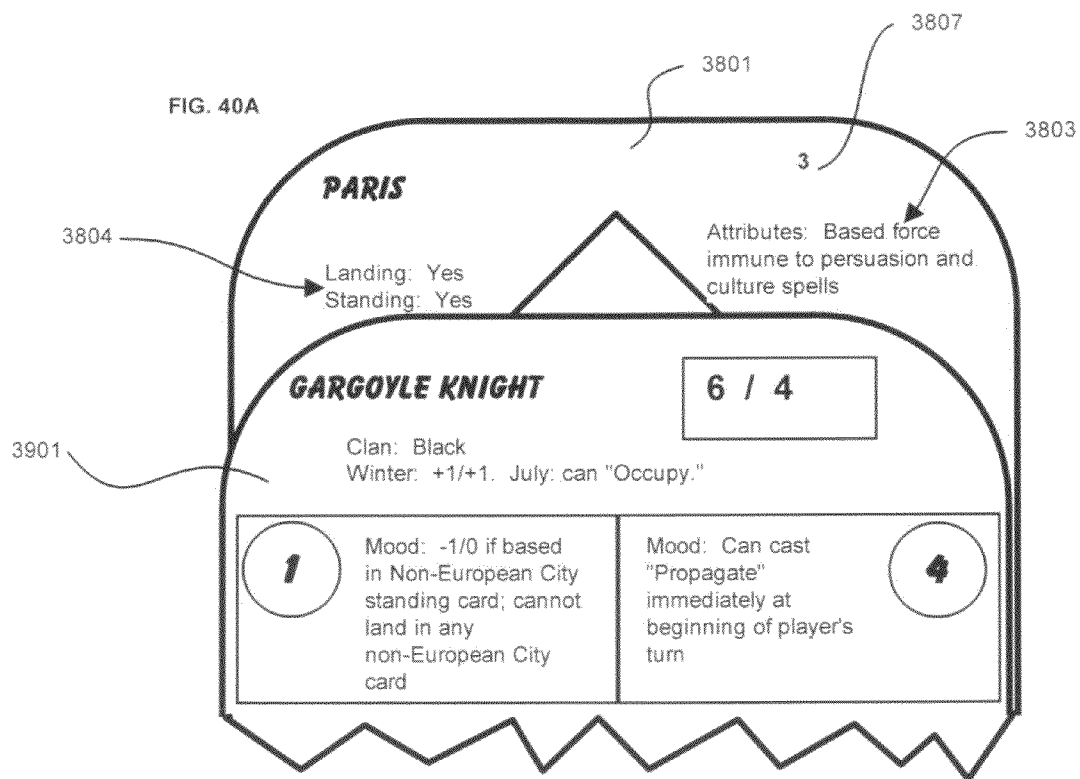 3807
3801
FIG. 40A
3803
3
PARIS
3804
Attributes: Based force
immune to persuasion and
culture spells
Landing: Yes
Standing: Yes
GARGOYLE KNIGHT
6 / 4
3901
Clan: Black
Winter: +1/+1. July: can "Occupy."
1
Mood: -1/0 if based
in Non-European City
standing card; cannot
land in any
non-European City
card
Mood: Can cast
"Propagate"
immediately at
beginning of player's
turn
4